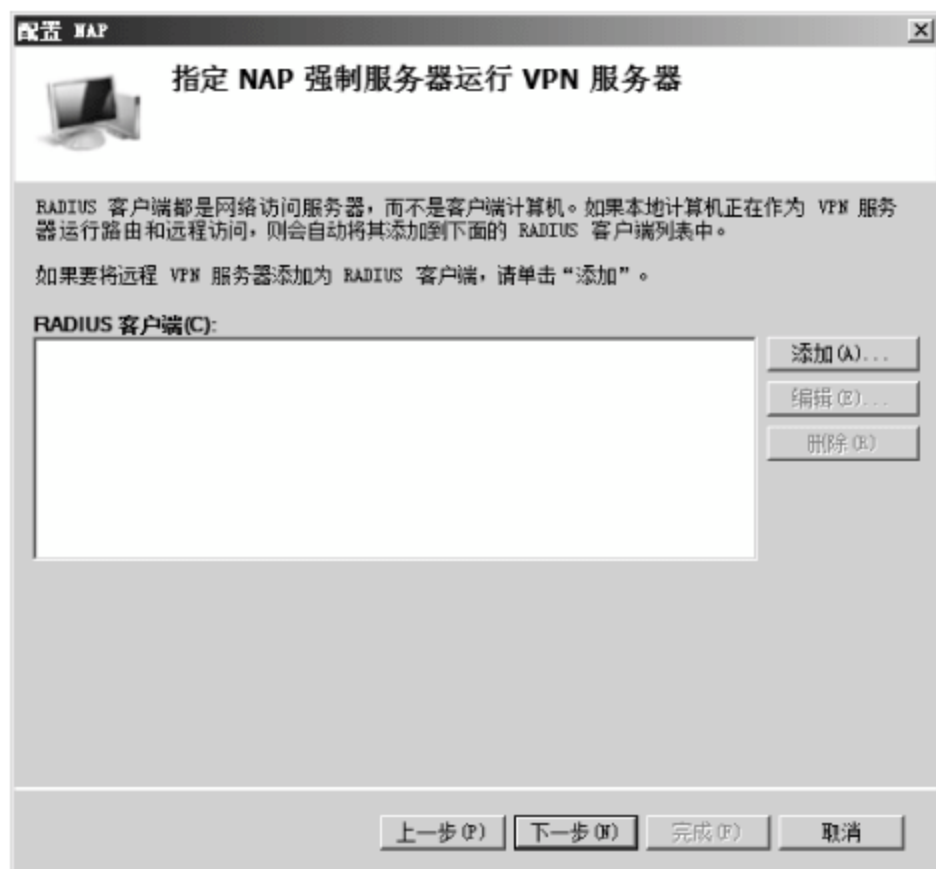 配置 NAP
指定 NAP 强制服务器运行 VPN 服务器
RADIUS 客户端都是网络访问服务器，而不是客户端计算机。如果本地计算机正在作为 VPN 服务
器运行路由和远程访问，则会自动将其添加到下面的 RADIUS 客户端列表中。
如果要将远程 VPN 服务器添加为 RADIUS 客户端，请单击“添加”。
RADIUS 客户端(C):
添加(A)...
编辑(E)...
删除(R)
上一步(P)
下一步(N)
完成(F)
取消